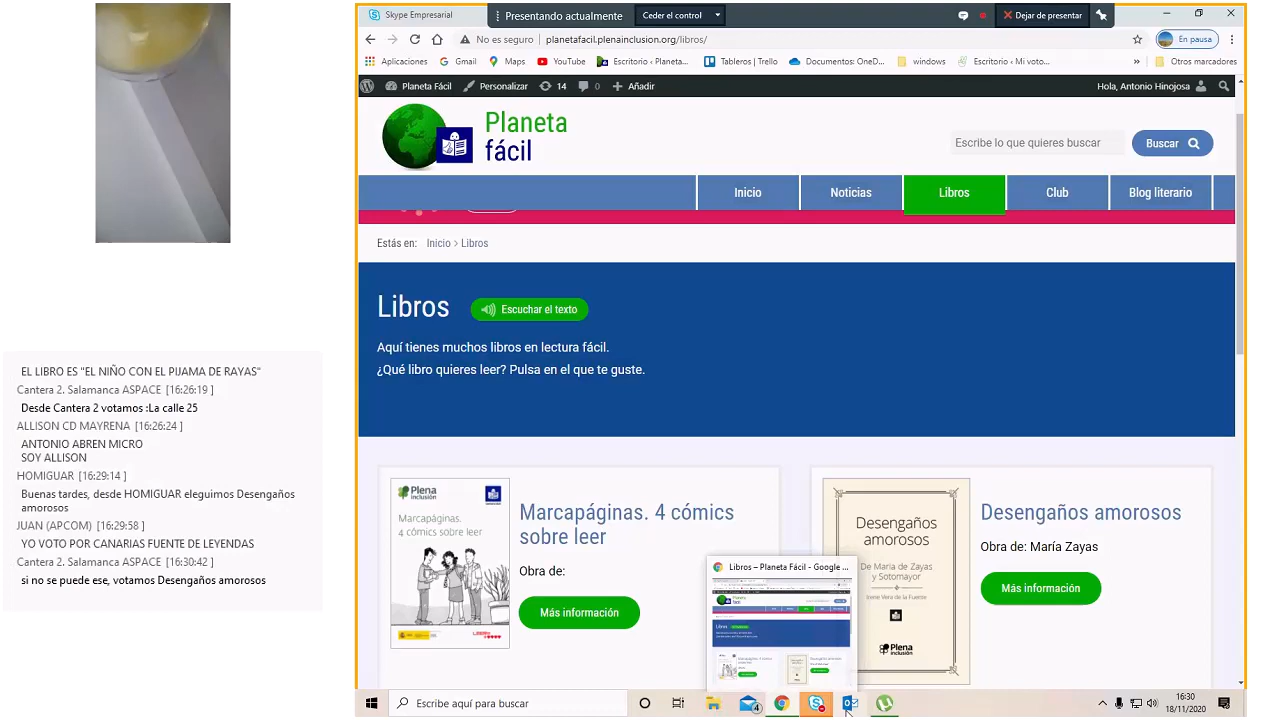 Skype Empresarial
Presentando actualmente
Ceder el control
Dejar de presentar
No es seguro | planetafacil.plenainclusion.org/libros/
En pausa
Aplicaciones
Gmail
Maps
YouTube
Escritorio ‹ Planeta...
Tableros | Trello
Documentos: OneD...
windows
Escritorio ‹ Mi voto...
»
Otros marcadores
Planeta Fácil
Personalizar
14
0
Añadir
Hola, Antonio Hinojosa
Planeta
fácil
Escribe lo que quieres buscar
Buscar
Inicio
Noticias
Libros
Club
Blog literario
Estás en: Inicio > Libros
Libros
Escuchar el texto
Aquí tienes muchos libros en lectura fácil.
¿Qué libro quieres leer? Pulsa en el que te guste.
Plena
inclusión
Marcapáginas.
4 cómics sobre leer
Marcapáginas. 4 cómics
sobre leer
Obra de:
Más información
Desengaños
amorosos
De María de Zayas
y Sotomayor
Irene Vera de la Fuente
Plena
inclusión
Desengaños amorosos
Obra de: María Zayas
Más información
Libros – Planeta Fácil - Google ...
EL LIBRO ES "EL NIÑO CON EL PIJAMA DE RAYAS"
Cantera 2. Salamanca ASPACE [16:26:19 ]
Desde Cantera 2 votamos :La calle 25
ALLISON CD MAYRENA [16:26:24 ]
ANTONIO ABREN MICRO
SOY ALLISON
HOMIGUAR [16:29:14 ]
Buenas tardes, desde HOMIGUAR eleguimos Desengaños
amorosos
JUAN (APCOM) [16:29:58 ]
YO VOTO POR CANARIAS FUENTE DE LEYENDAS
Cantera 2. Salamanca ASPACE [16:30:42 ]
si no se puede ese, votamos Desengaños amorosos
Escribe aquí para buscar
4
16:30
18/11/2020